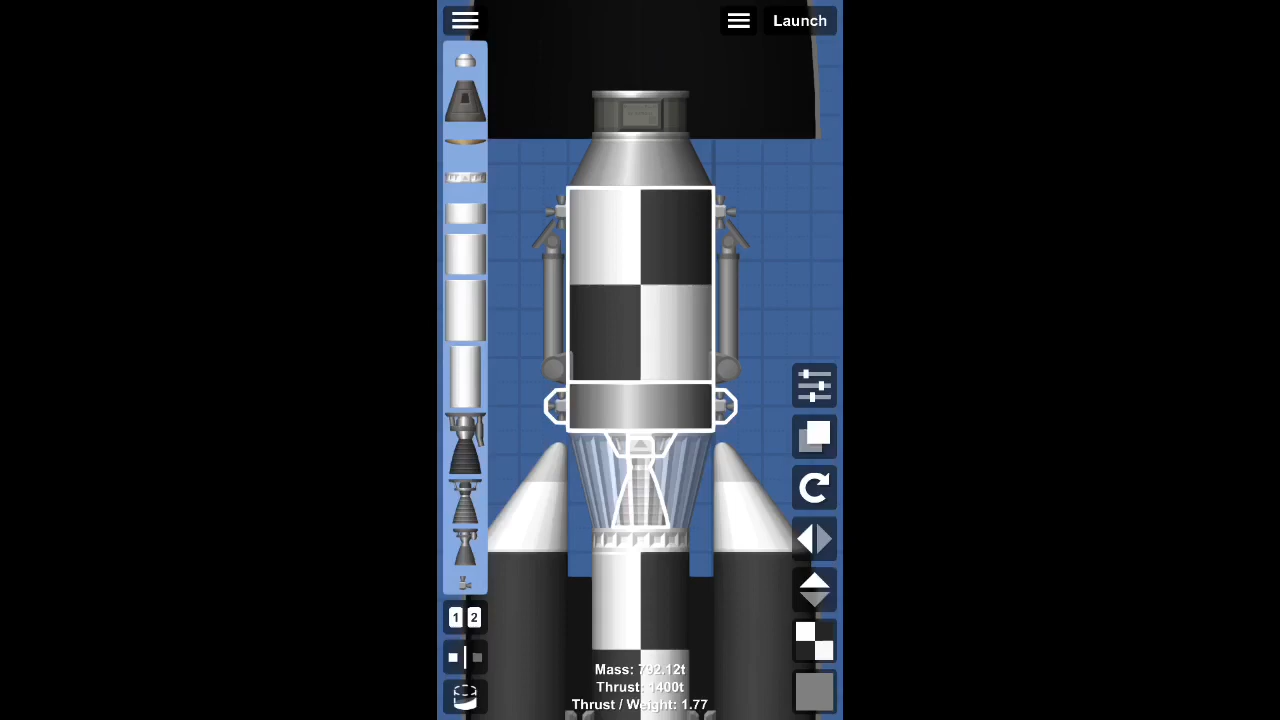 Launch
1 2
Mass: 792.12t
Thrust: 1400t
Thrust / Weight: 1.77